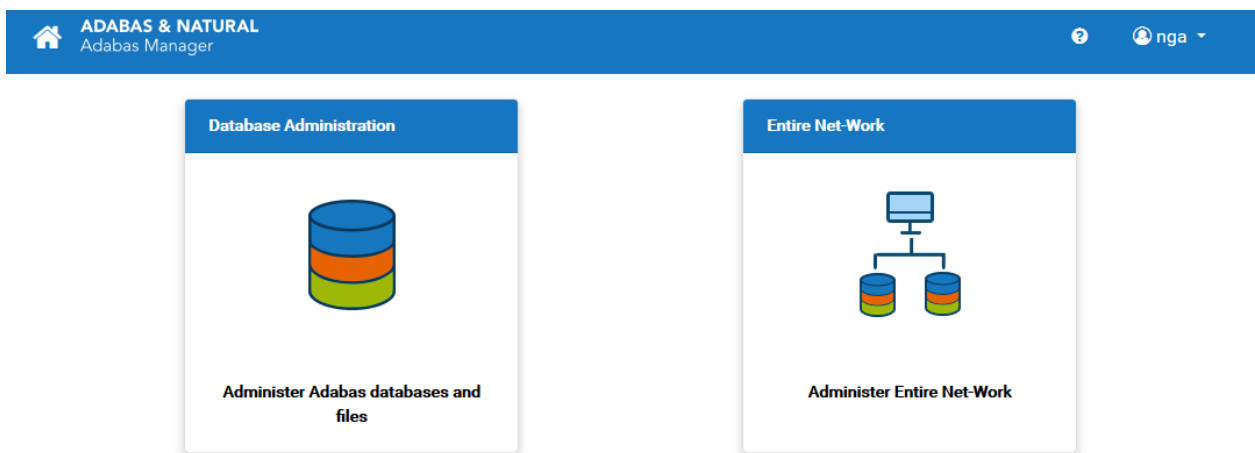 ADABAS & NATURAL
Adabas Manager
? nga
Database Administration
Entire Net-Work
Administer Adabas databases and
files
Administer Entire Net-Work